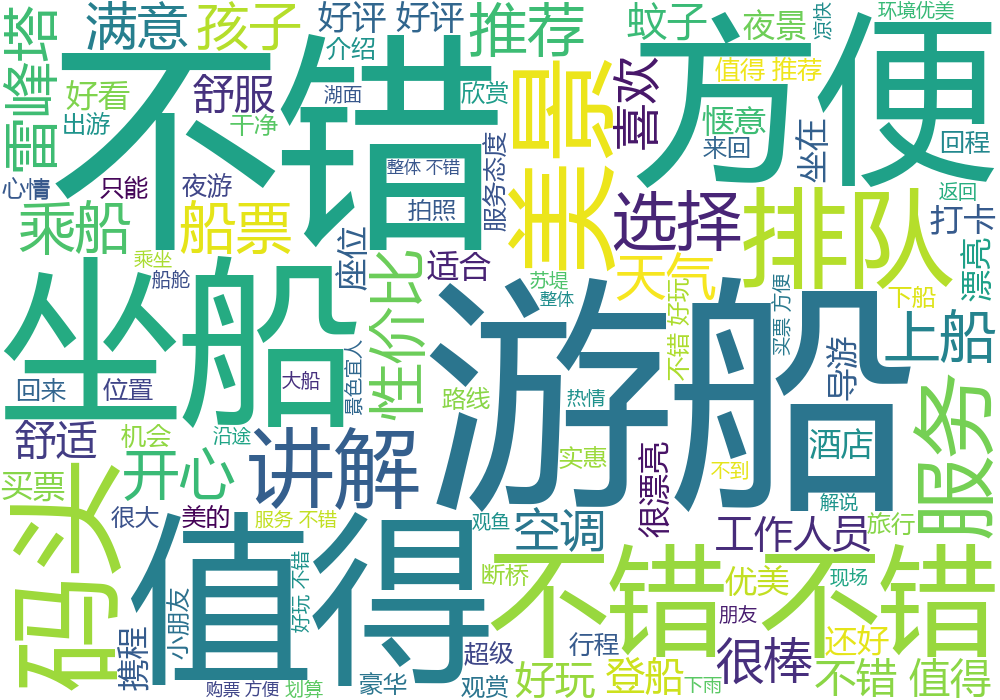 满意
孩子
好评 好评
推荐
蚊子
夜景
凉快
环境优美
雷峰塔
不错
介绍
方便
好看
舒服
湖面
欣赏
美景
喜欢
值得 推荐
出游
干净
惬意
来回
坐在
回程
心情
只能
夜游
整体 不错
服务态度
返回
乘船
船票
拍照
选择
排队
打卡
乘坐
船舱
座位
性价比
适合
天气
苏堤
整体
不错 好玩
买票 方便
下船
漂亮
坐船
游船
上船
回来
位置
大船
景色宜人
路线
热情
导游
舒适
机会
沿途
讲解
实惠
很漂亮
不到
酒店
服务
买票
开心
解说
码头
很大
美的
服务 不错
观鱼
空调
工作人员
旅行
值得
不错 不错
好玩 不错
断桥
优美
现场
小朋友
朋友
携程
超级
行程
很棒
还好
购票 方便
划算
豪华
观赏
好玩
登船
下雨
不错 值得